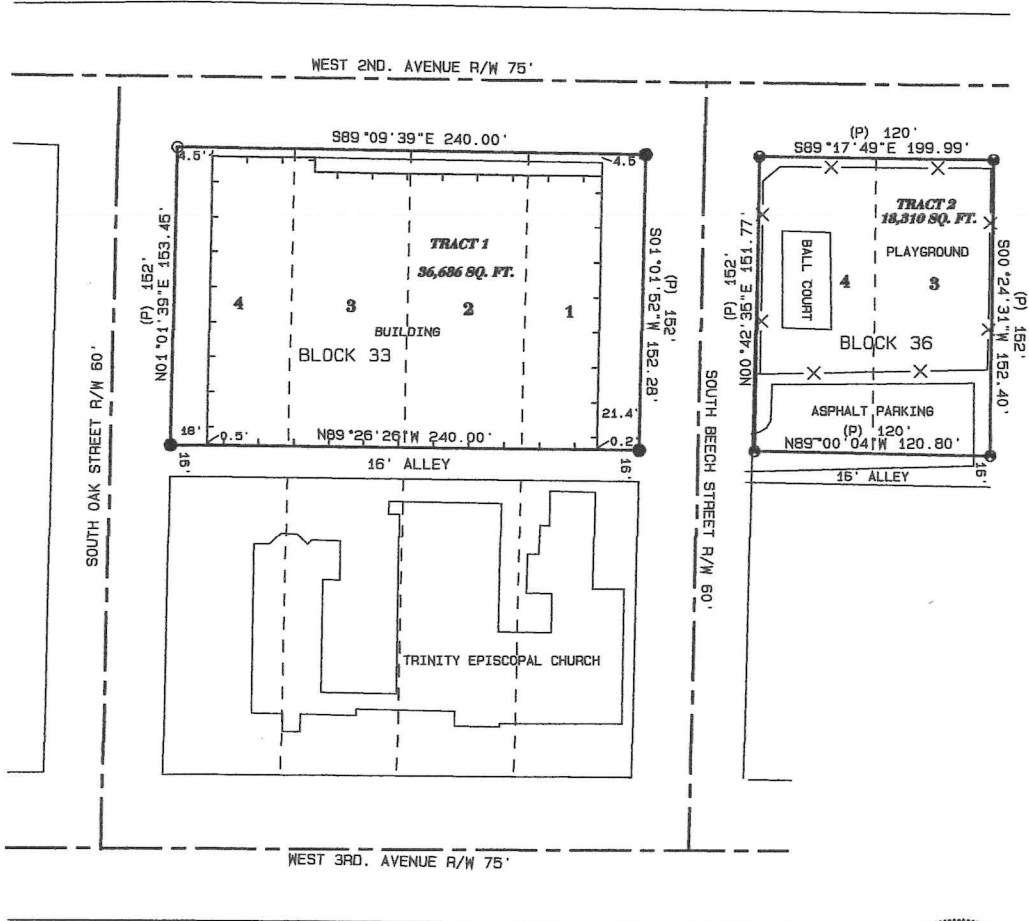 WEST 2ND. AVENUE R/W 75'
S89°09'39"E 240.00'
4.5'
4.5
N01°01'39"E 153.45'
(P) 152'
TRACT 1
36,686 SQ. FT.
4
3
2
1
BUILDING
BLOCK 33
S01°01'52"W 152.28'
(P) 152'
18'
0.5'
N89°26'26"W 240.00'
21.4'
0.2'
15'
16' ALLEY
16'
SOUTH OAK STREET R/W 60'
SOUTH BEECH STREET R/W 60'
(P) 120'
S89°17'49"E 199.99'
N00°42'35"E 151.77'
(P) 152'
TRACT 2
18,310 SQ. FT.
PLAYGROUND
BALL COURT
4
3
BLOCK 36
S00°24'31"W 152.40'
(P) 152'
ASPHALT PARKING
(P) 120'
N89°00'04"W 120.80'
16' ALLEY
16'
TRINITY EPISCOPAL CHURCH
WEST 3RD. AVENUE R/W 75'